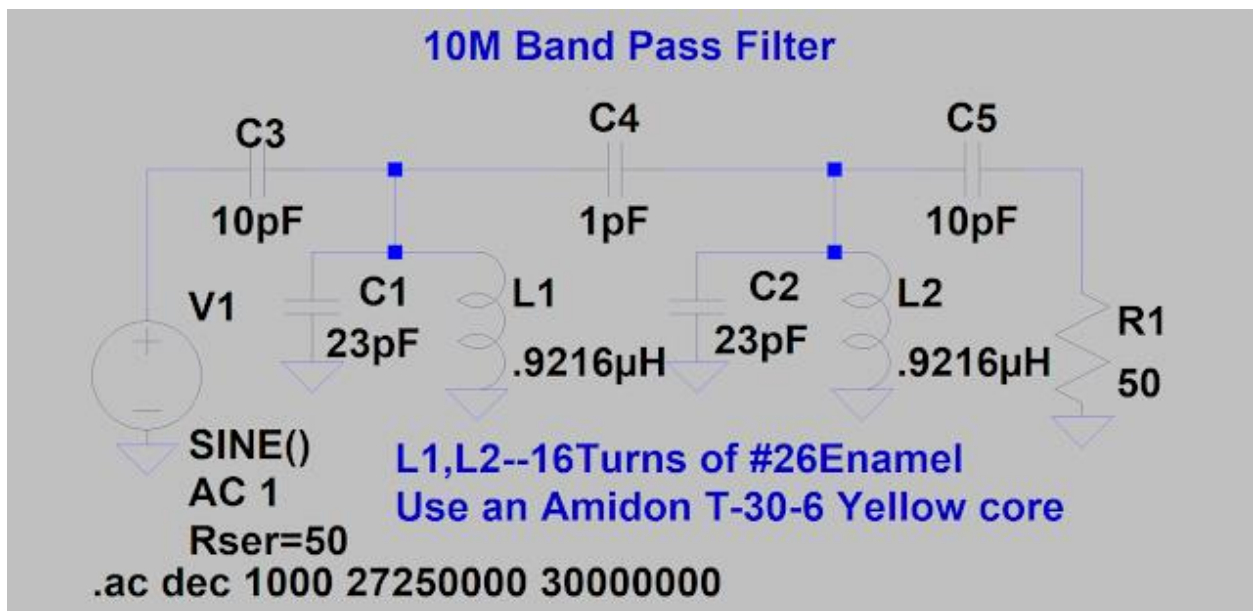 10M Band Pass Filter
C3
C4
C5
10pF
1pF
10pF
V1
C1
L1
C2
L2
R1
23pF
.9216µH
23pF
.9216µH
50
SINE()
AC 1
Rser=50
L1,L2--16Turns of #26Enamel
Use an Amidon T-30-6 Yellow core
.ac dec 1000 27250000 30000000